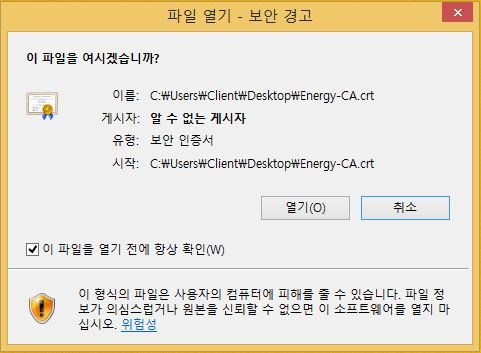 파일 열기 - 보안 경고
이 파일을 여시겠습니까?
이름: C:₩Users₩Client₩Desktop₩Energy-CA.crt
게시자: 알 수 없는 게시자
유형: 보안 인증서
시작: C:₩Users₩Client₩Desktop₩Energy-CA.crt
열기(O) 취소
이 파일을 열기 전에 항상 확인(W)
이 형식의 파일은 사용자의 컴퓨터에 피해를 줄 수 있습니다. 파일 정
보가 의심스럽거나 원본을 신뢰할 수 없으면 이 소프트웨어를 열지 마
십시오. 위험성